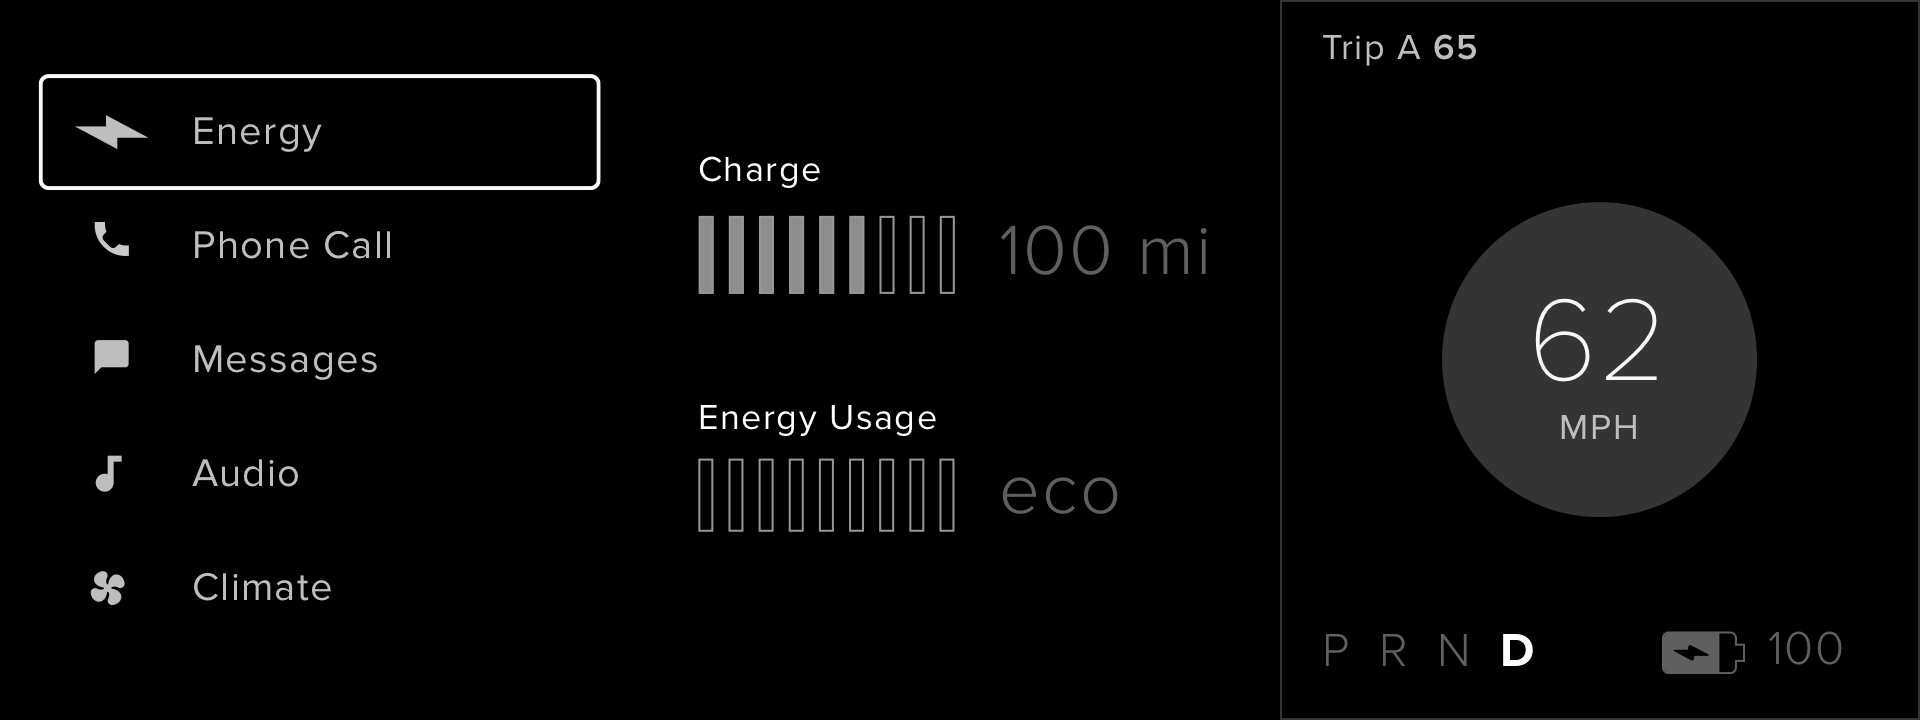 Energy
Phone Call
Messages
Audio
Climate
Charge
100 mi
Energy Usage
eco
Trip A 65
62
MPH
P R N D
100